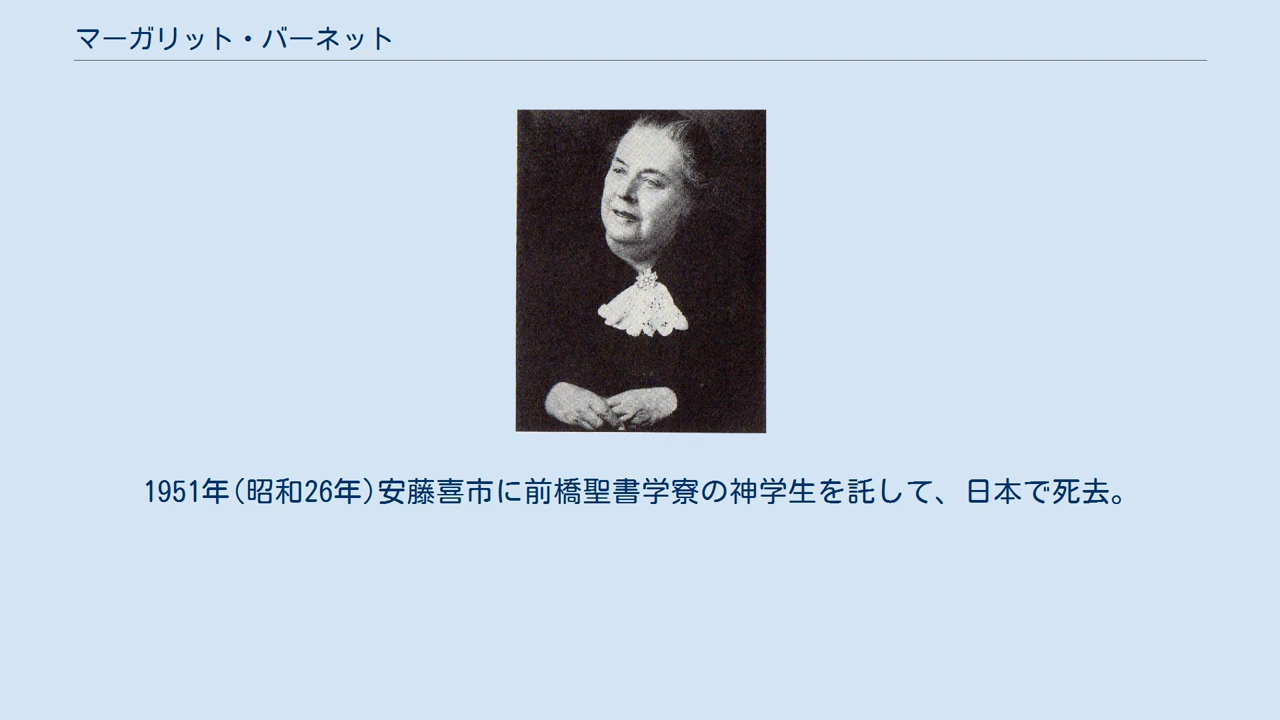 マーガリット・バーネット
1951年(昭和26年)安藤喜市に前橋聖書学寮の神学生を託して、日本で死去。